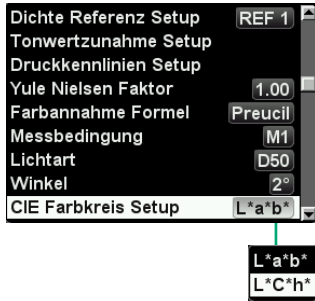 Dichte Referenz Setup REF 1
Tonwertzunahme Setup
Druckkennlinien Setup
Yule Nielsen Faktor 1.00
Farbannahme Formel Preucil
Messbedingung M1
Lichtart D50
Winkel 2°
CIE Farbkreis Setup L*a*b*
L*a*b*
L*C*h*